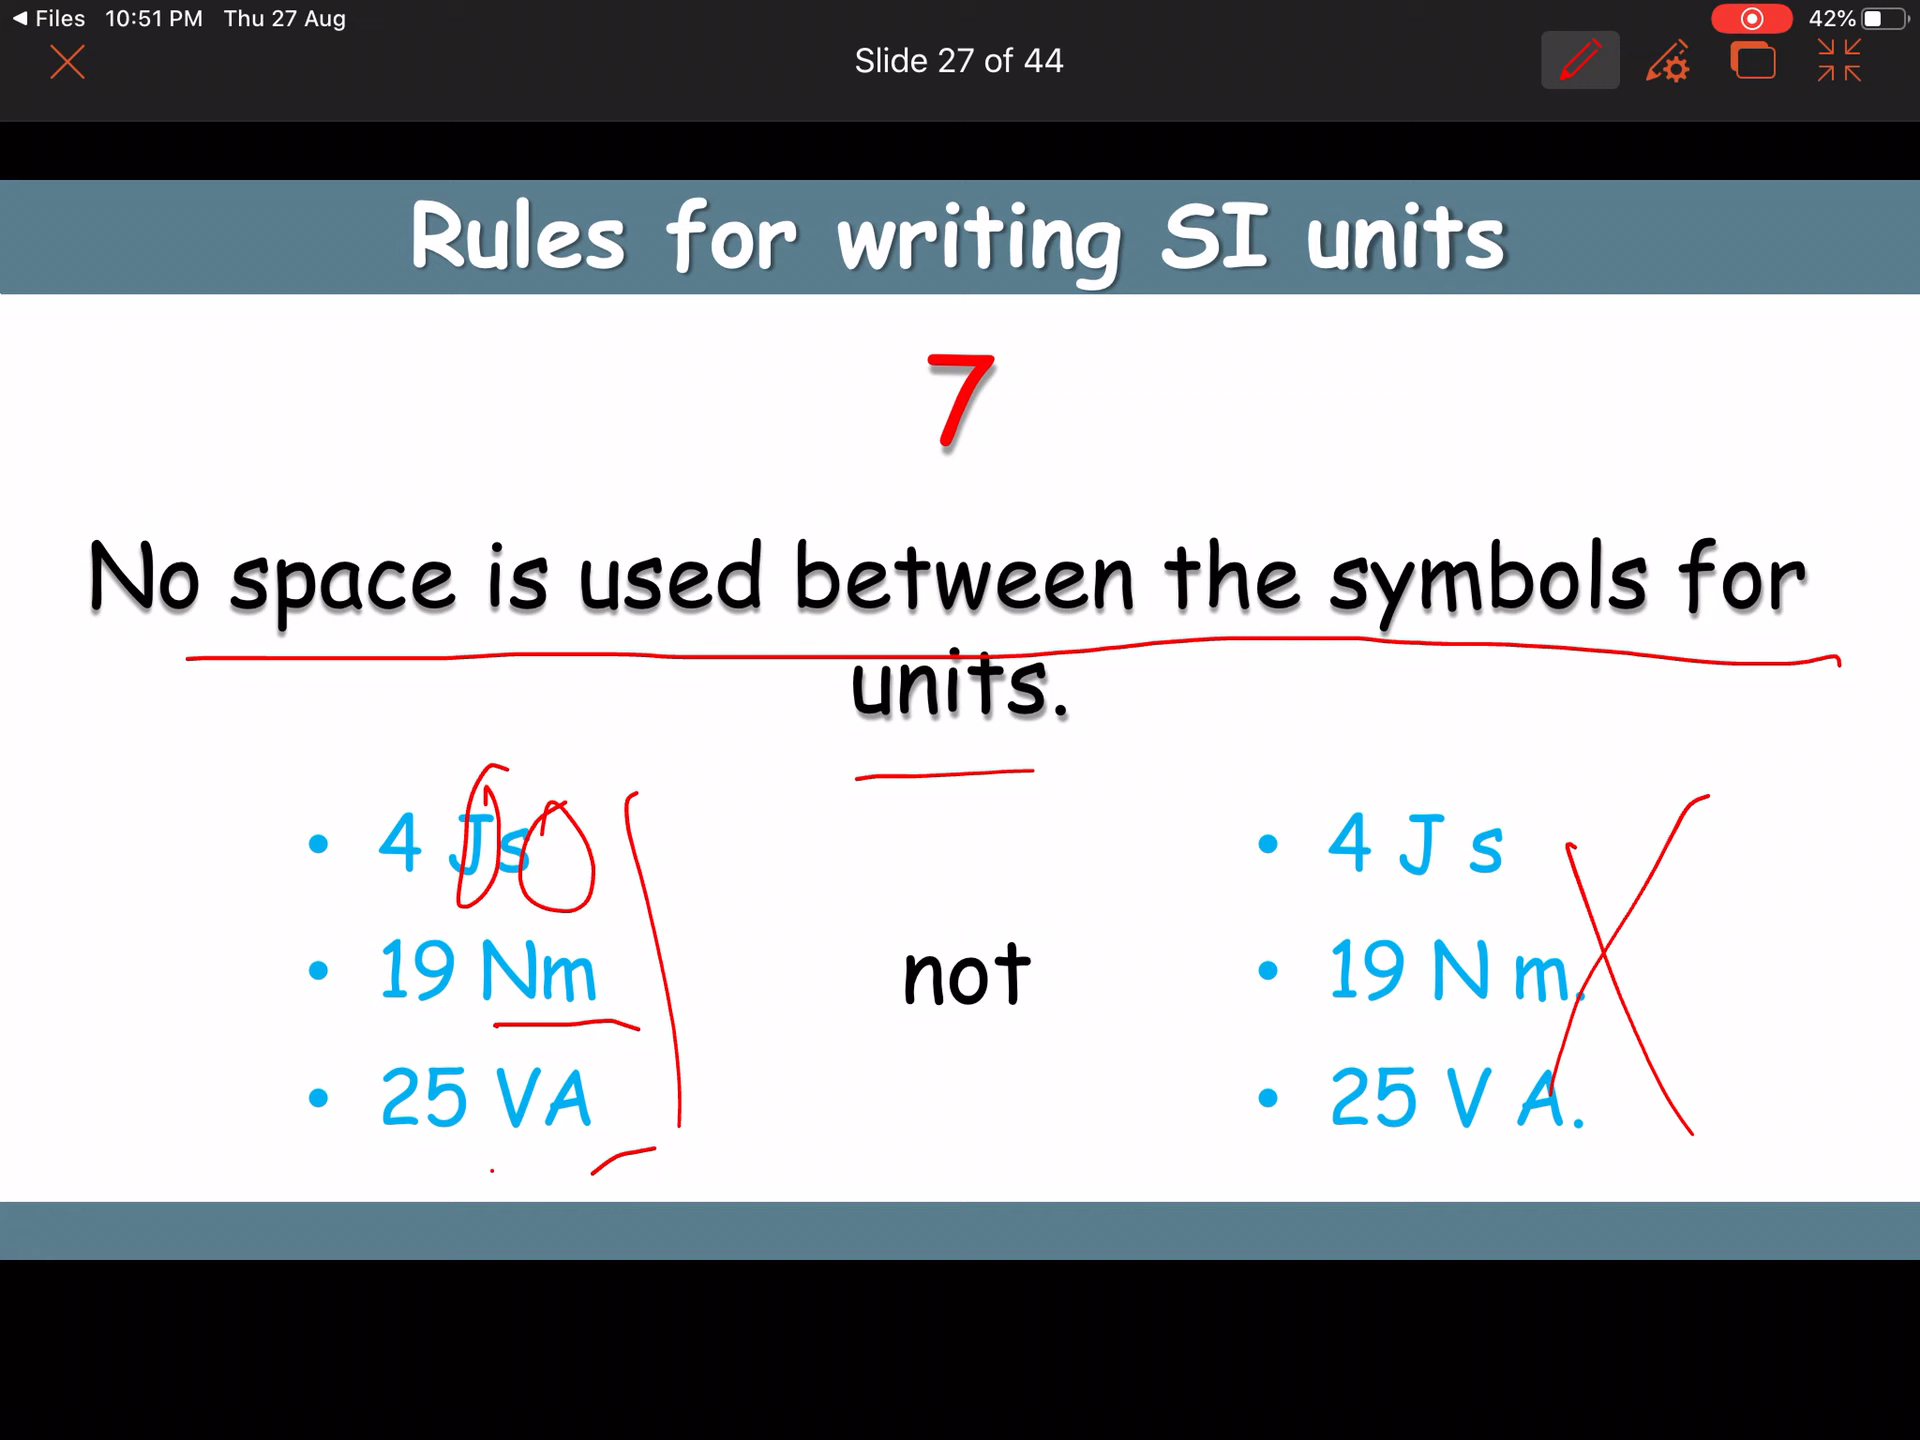 Files 10:51 PM Thu 27 Aug 42%
Slide 27 of 44
Rules for writing SI units
7
No space is used between the symbols for
units.
• 4 Js
• 19 Nm
• 25 VA
not
• 4 J s
• 19 N m.
• 25 V A.